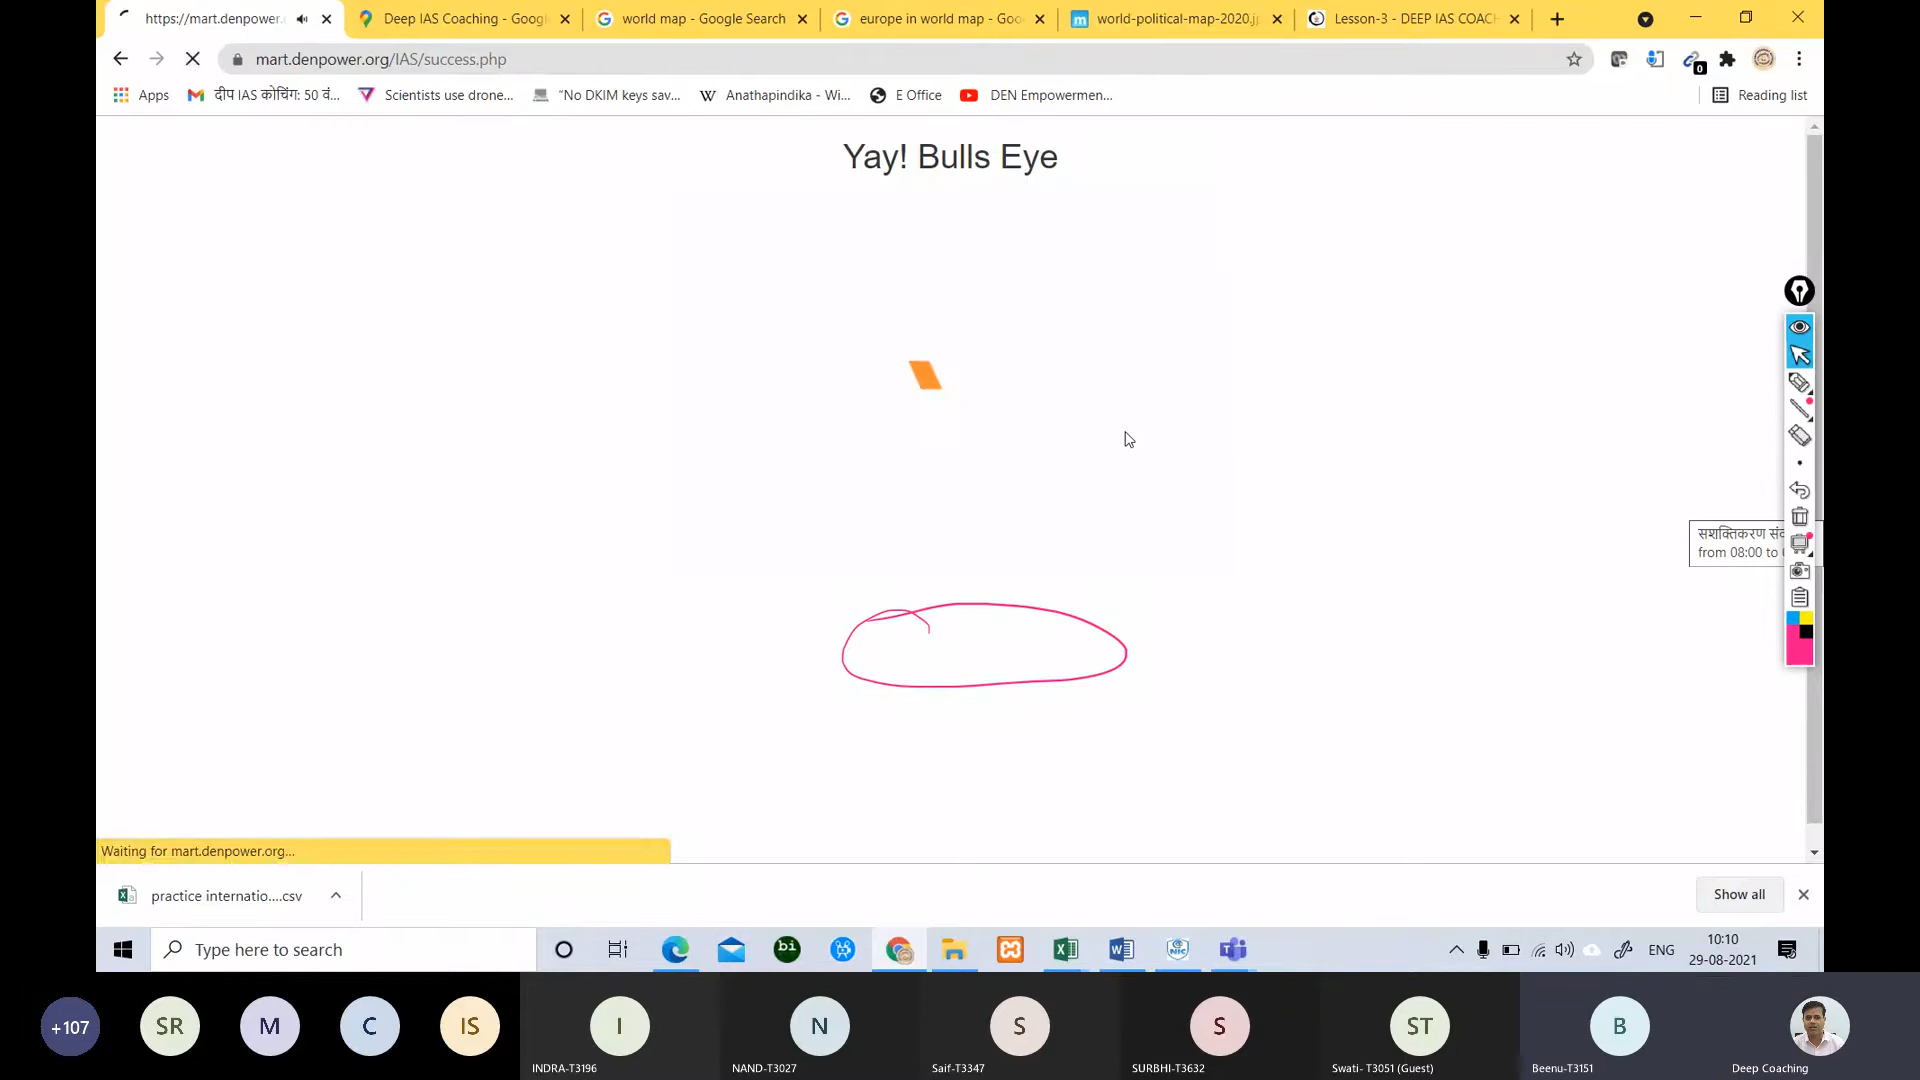 https://mart.denpower.
Deep IAS Coaching - Googl
world map - Google Search
europe in world map - Goo
world-political-map-2020.j
Lesson-3 - DEEP IAS COACH
mart.denpower.org/IAS/success.php
0
Apps
दीप IAS कोचिंग: 50 वं...
Scientists use drone...
"No DKIM keys sav...
W
Anathapindika - Wi...
E Office
DEN Empowermen...
Reading list
Yay! Bulls Eye
सशक्तिकरण सं
from 08:00 to
Waiting for mart.denpower.org...
practice internatio....csv
Show all
Type here to search
bi
ENG
10:10
29-08-2021
+107
SR
M
C
IS
I
N
S
S
ST
B
INDRA-T3196
NAND-T3027
Saif-T3347
SURBHI-T3632
Swati- T3051 (Guest)
Beenu-T3151
Deep Coaching